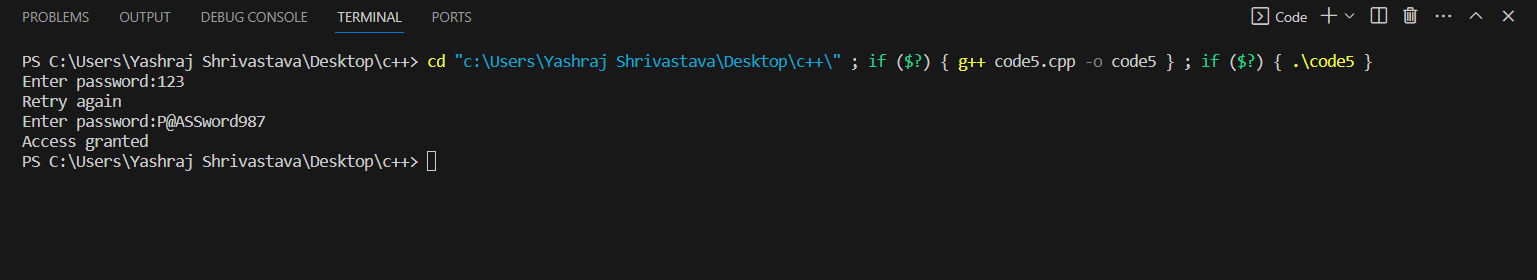 PROBLEMS OUTPUT DEBUG CONSOLE TERMINAL PORTS Code
PS C:\Users\Yashraj Shrivastava\Desktop\c++> cd "c:\Users\Yashraj Shrivastava\Desktop\c++\" ; if ($?) { g++ code5.cpp -o code5 } ; if ($?) { .\code5 }
Enter password:123
Retry again
Enter password:P@ASSword987
Access granted
PS C:\Users\Yashraj Shrivastava\Desktop\c++>